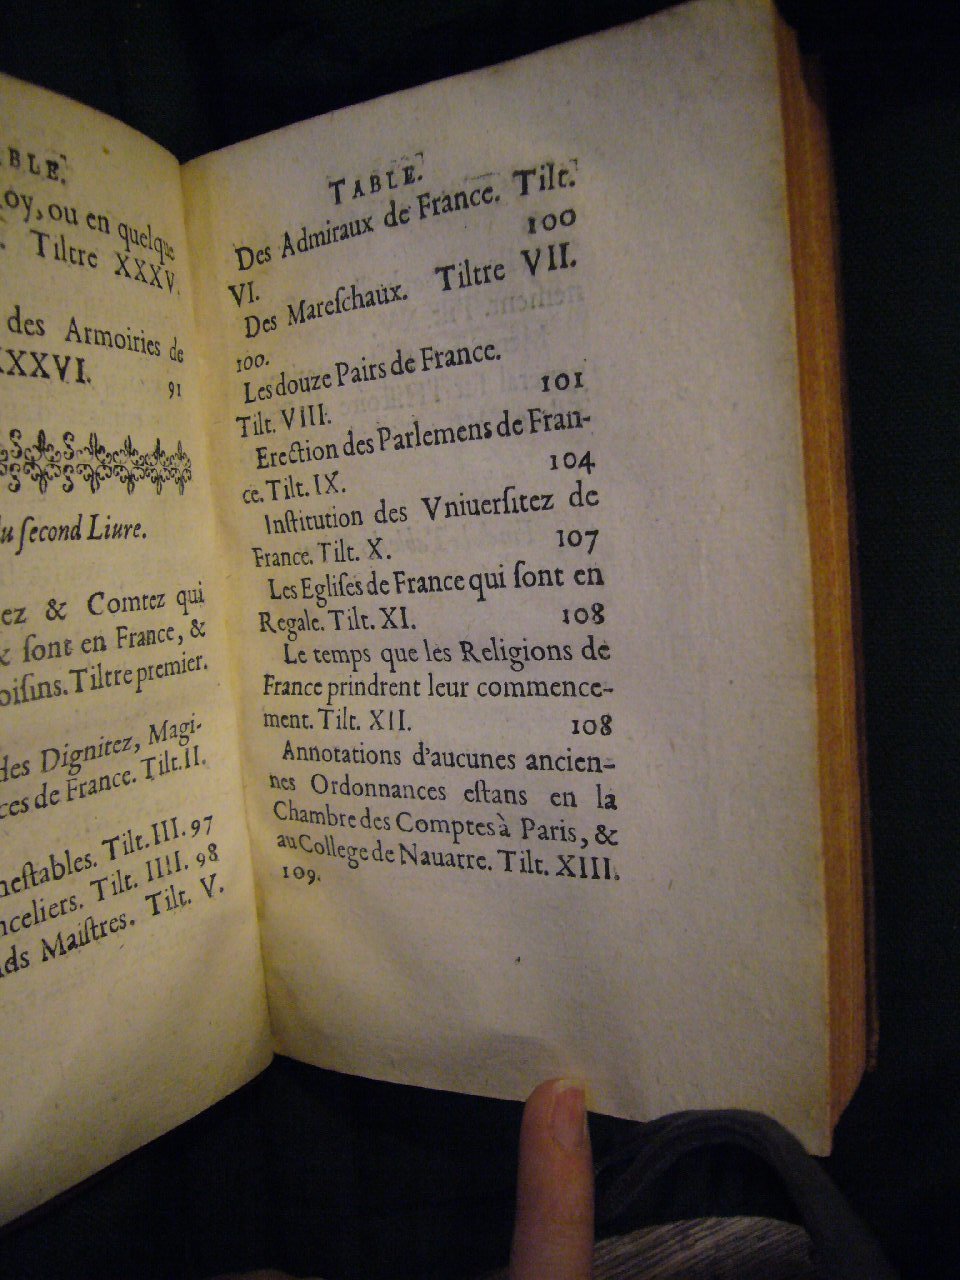 ABLE.
Roy, ou en quelque
Tiltre XXXV.
des Armoiries de
XXXVI.
91
du ſecond Liure.
ez & Comtez qui
& ſont en France, &
oiſins. Tiltre premier.
des Dignitez, Magi-
ces de France. Tilt. II.
neſtables. Tilt. III. 97
nceliers. Tilt. IIII. 98
ds Maiſtres. Tilt. V.
TABLE.
Des Admiraux de France. Tilt.
VI. 100
Des Mareſchaux. Tiltre VII.
100.
Les douze Pairs de France.
Tilt. VIII. 101
Erection des Parlemens de Fran-
ce. Tilt. IX. 104
Inſtitution des Vniuerſitez de
France. Tilt. X. 107
Les Egliſes de France qui ſont en
Regale. Tilt. XI. 108
Le temps que les Religions de
France prindrent leur commence-
ment. Tilt. XII. 108
Annotations d'aucunes ancien-
nes Ordonnances eſtans en la
Chambre des Comptes à Paris, &
au College de Nauarre. Tilt. XIII.
109.